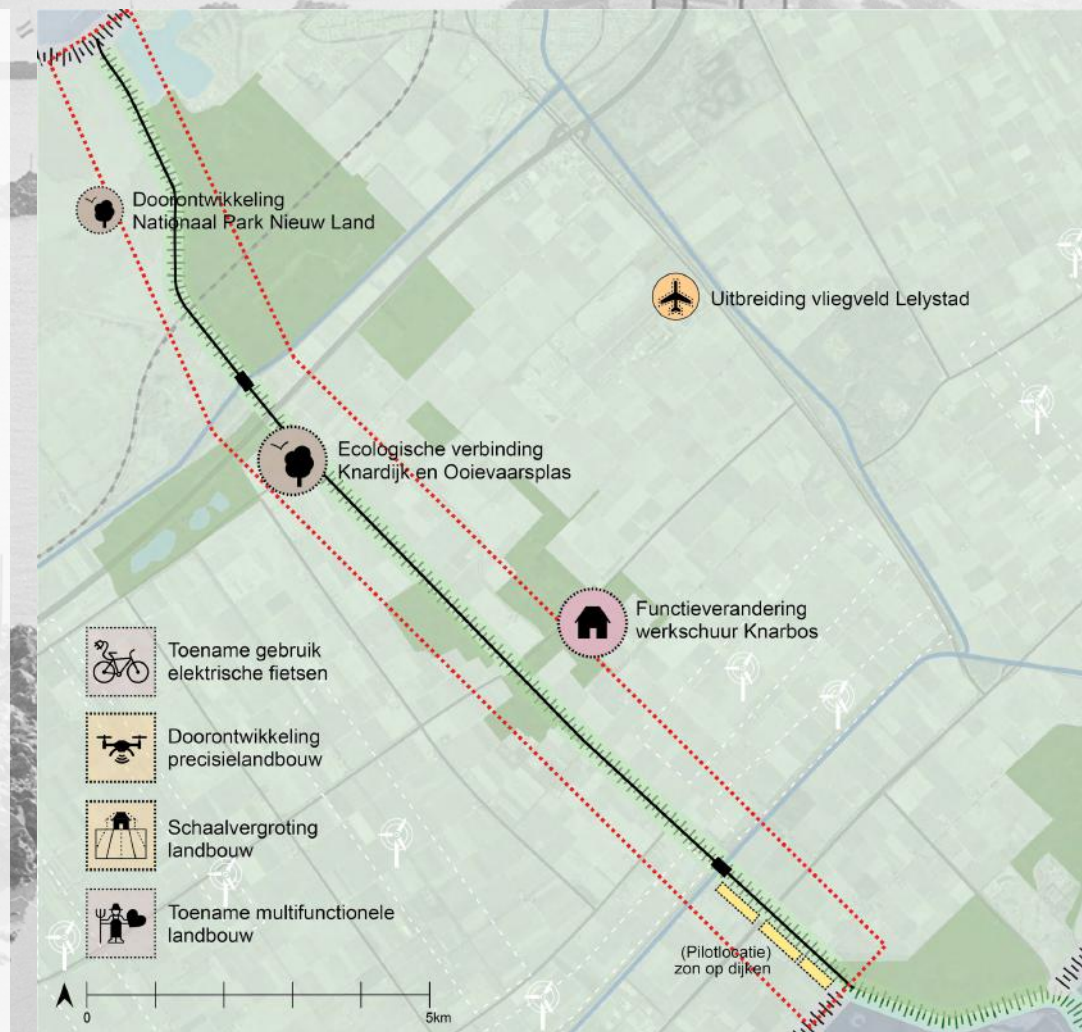 Doorontwikkeling
Nationaal Park Nieuw Land
Uitbreiding vliegveld Lelystad
Ecologische verbinding
Knardijk en Ooievaarsplas
Functieverandering
werkschuur Knarbos
Toename gebruik
elektrische fietsen
Doorontwikkeling
precisielandbouw
Schaalvergroting
landbouw
Toename multifunctionele
landbouw
(Pilotlocatie)
zon op dijken
0
5km